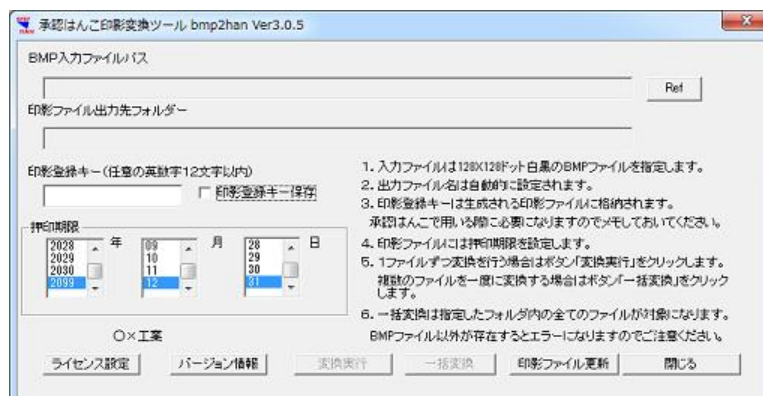 承認はんこ印影変換ツール bmp2han Ver3.0.5
BMP入力ファイルパス
Ref
印影ファイル出力先フォルダー
印影登録キー(任意の英数字12文字以内)
印影登録キー保存
押印期限
2028
2029
2030
2099
年
09
10
11
12
月
28
29
30
31
日
1. 入力ファイルは128X128ドット白黒のBMPファイルを指定します。
2. 出力ファイル名は自動的に設定されます。
3. 印影登録キーは生成される印影ファイルに格納されます。
承認はんこで用いる際に必要になりますのでメモしておいてください。
4. 印影ファイルには押印期限を設定します。
5. 1ファイルずつ変換を行う場合はボタン「変換実行」をクリックします。
複数のファイルを一度に変換する場合はボタン「一括変換」をクリック
します。
6. 一括変換は指定したフォルダ内の全てのファイルが対象になります。
BMPファイル以外が存在するとエラーになりますのでご注意ください。
○×工業
ライセンス設定
バージョン情報
変換実行
一括変換
印影ファイル更新
閉じる